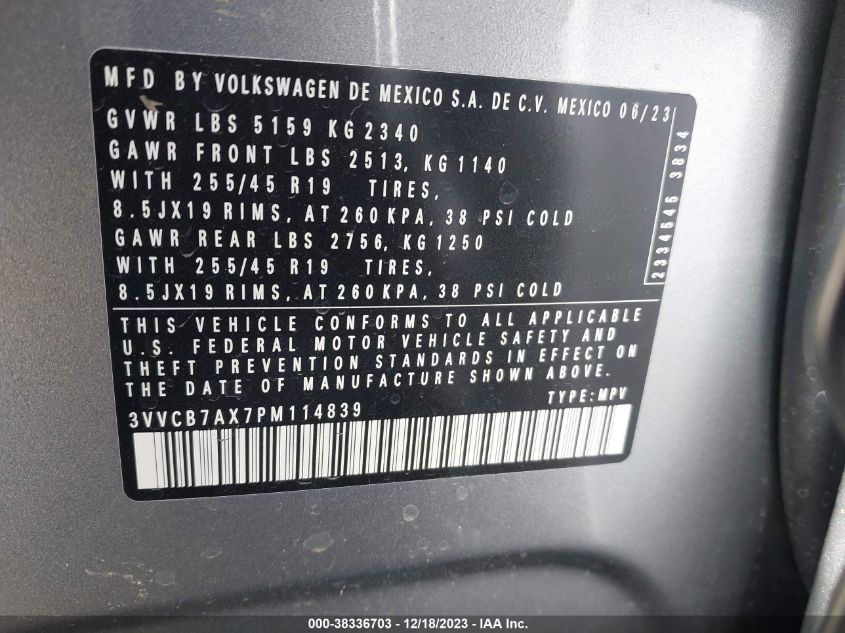 MFD BY VOLKSWAGEN DE MEXICO S.A. DE C.V. MEXICO 06/23
GVWR LBS 5159 KG 2340
GAWR FRONT LBS 2513, KG 1140
WITH 255/45 R19 TIRES,
8.5JX19 RIMS, AT 260 KPA, 38 PSI COLD
GAWR REAR LBS 2756, KG 1250
WITH 255/45 R19 TIRES,
8.5JX19 RIMS, AT 260 KPA, 38 PSI COLD
2334545 3834
THIS VEHICLE CONFORMS TO ALL APPLICABLE
U.S. FEDERAL MOTOR VEHICLE SAFETY AND
THEFT PREVENTION STANDARDS IN EFFECT ON
THE DATE OF MANUFACTURE SHOWN ABOVE.
3VVCB7AX7PM114839 TYPE: MPV
000-38336703 - 12/18/2023 - IAA Inc.